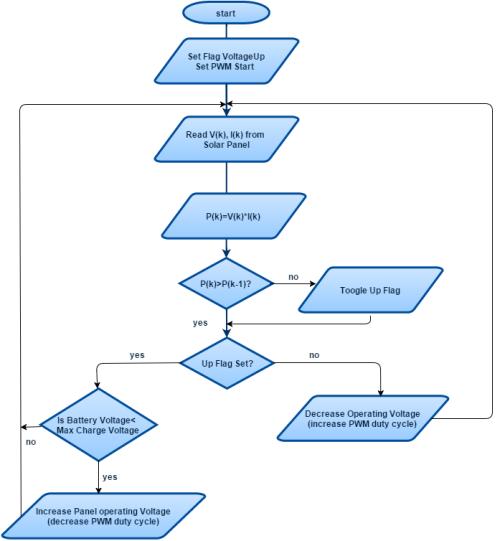 start
Set Flag VoltageUp
Set PWM Start
Read V(k), I(k) from
Solar Panel
P(k)=V(k)*I(k)
P(k)>P(k-1)?
no
Toogle Up Flag
yes
Up Flag Set?
yes
no
Is Battery Voltage<
Max Charge Voltage
Decrease Operating Voltage
(increase PWM duty cycle)
no
yes
Increase Panel operating Voltage
(decrease PWM duty cycle)